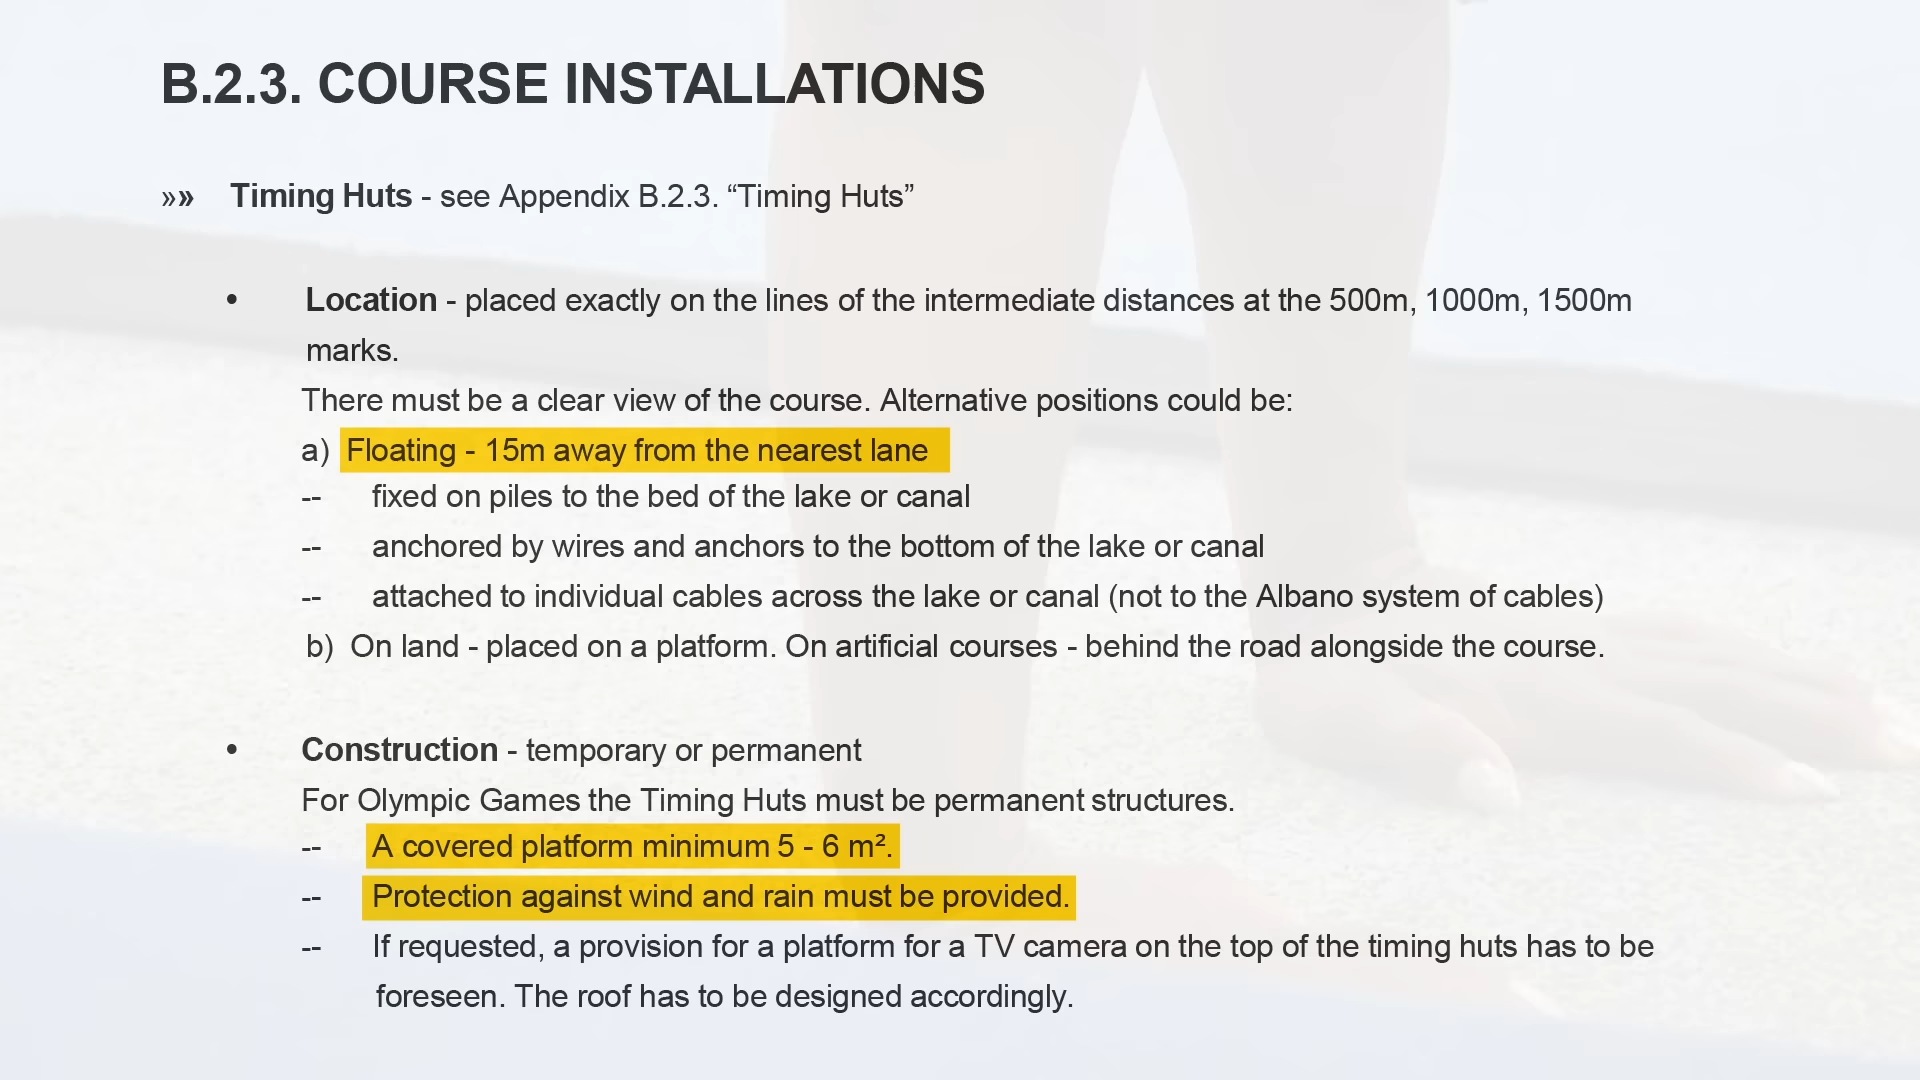 B.2.3. COURSE INSTALLATIONS
»» Timing Huts - see Appendix B.2.3. “Timing Huts”
• Location - placed exactly on the lines of the intermediate distances at the 500m, 1000m, 1500m
marks.
There must be a clear view of the course. Alternative positions could be:
a) Floating - 15m away from the nearest lane
-- fixed on piles to the bed of the lake or canal
-- anchored by wires and anchors to the bottom of the lake or canal
-- attached to individual cables across the lake or canal (not to the Albano system of cables)
b) On land - placed on a platform. On artificial courses - behind the road alongside the course.
• Construction - temporary or permanent
For Olympic Games the Timing Huts must be permanent structures.
-- A covered platform minimum 5 - 6 m².
-- Protection against wind and rain must be provided.
-- If requested, a provision for a platform for a TV camera on the top of the timing huts has to be
foreseen. The roof has to be designed accordingly.